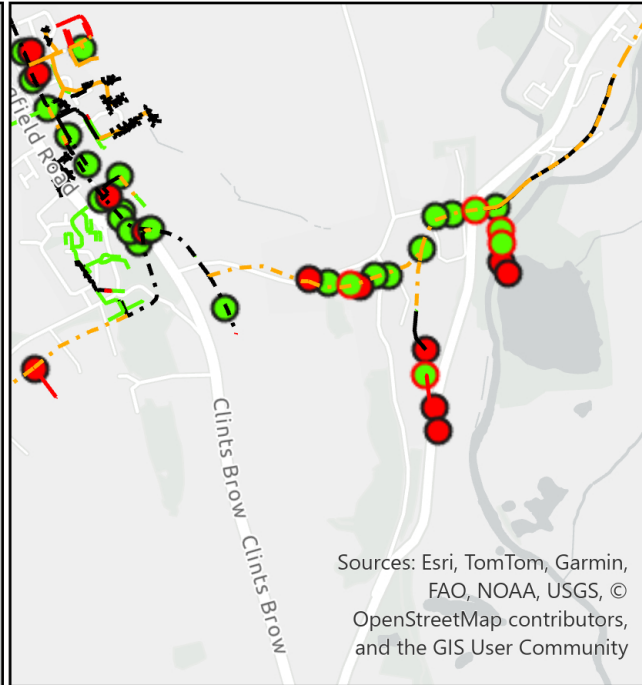 gfield Road
Clints Brow
Clints Brow
Sources: Esri, TomTom, Garmin,
FAO, NOAA, USGS, ©
OpenStreetMap contributors,
and the GIS User Community